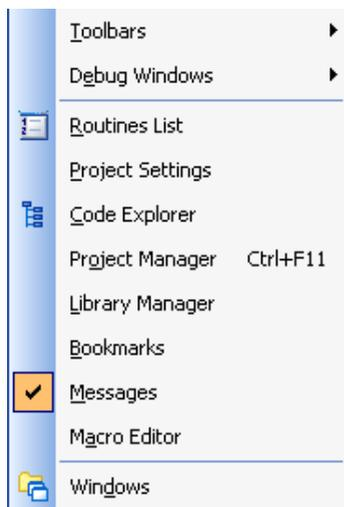 Toolbars
Debug Windows
Routines List
Project Settings
Code Explorer
Project Manager Ctrl+F11
Library Manager
Bookmarks
Messages
Macro Editor
Windows